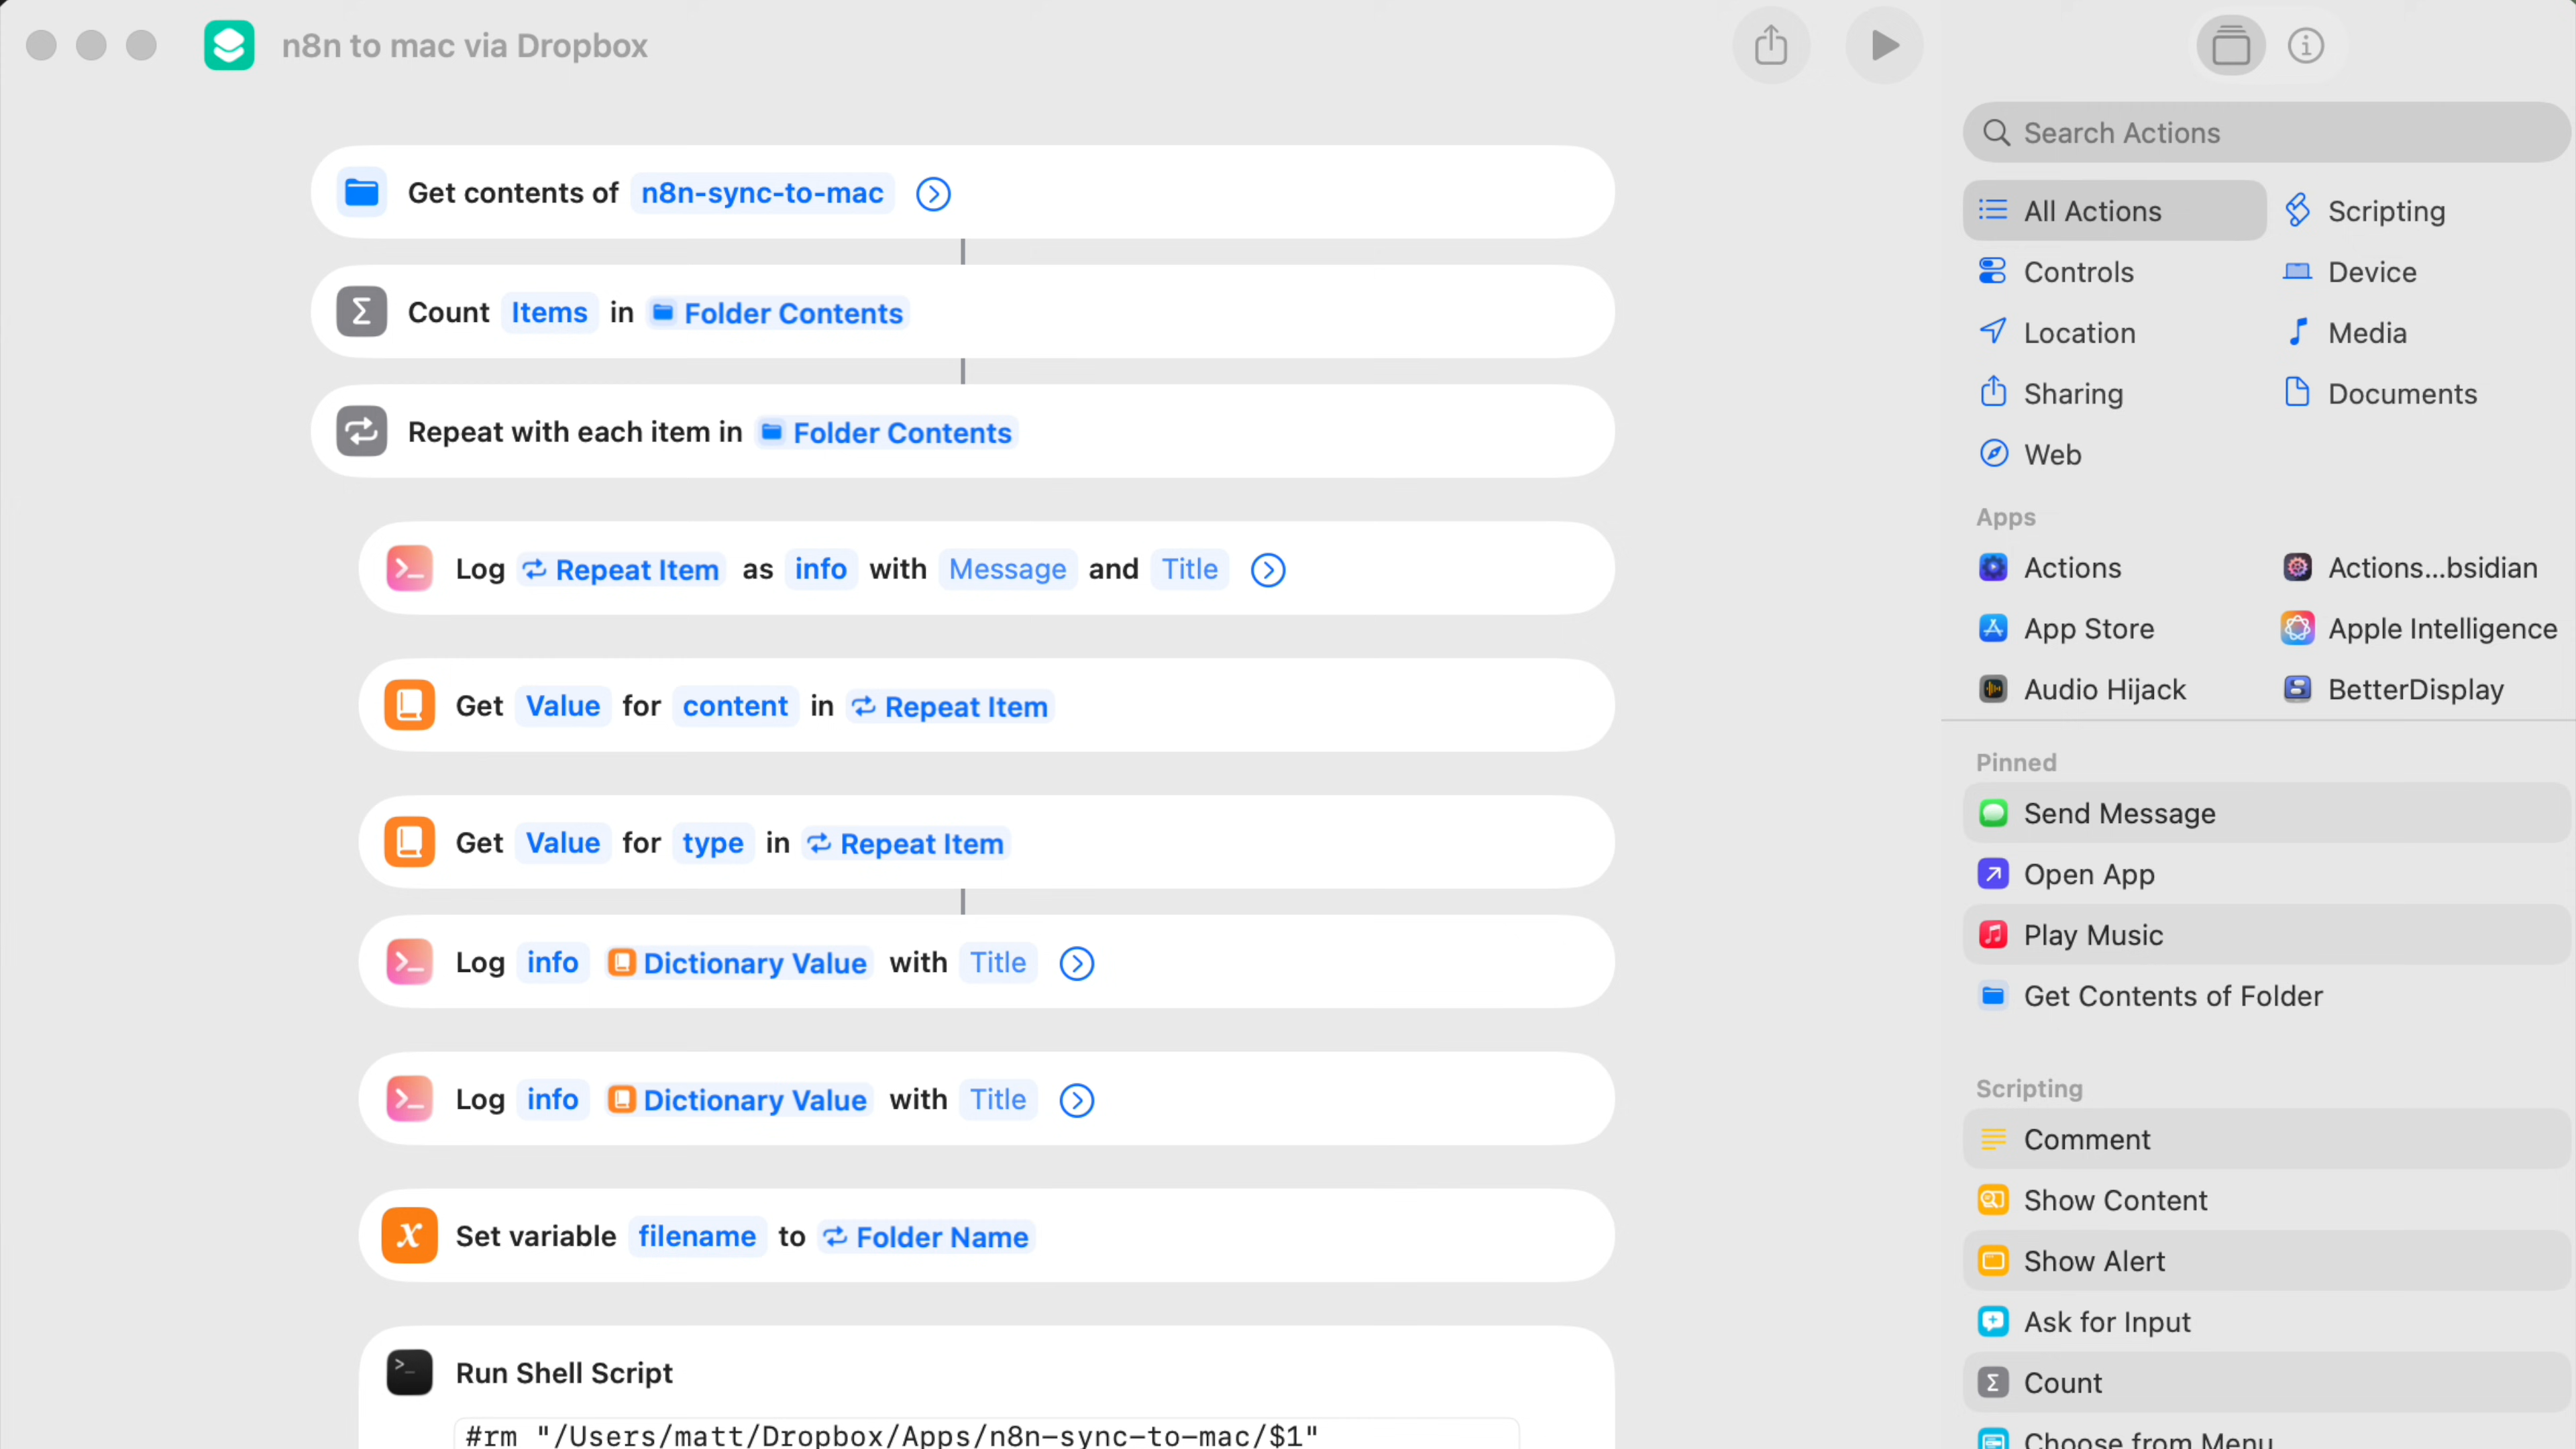 n8n to mac via Dropbox
Get contents of n8n-sync-to-mac
Count Items in Folder Contents
Repeat with each item in Folder Contents
Log Repeat Item as info with Message and Title
Get Value for content in Repeat Item
Get Value for type in Repeat Item
Log info Dictionary Value with Title
Log info Dictionary Value with Title
Set variable filename to Folder Name
Run Shell Script
#rm "/Users/matt/Dropbox/Apps/n8n-sync-to-mac/$1"
Search Actions
All Actions
Scripting
Controls
Device
Location
Media
Sharing
Documents
Web
Apps
Actions
Actions...bsidian
App Store
Apple Intelligence
Audio Hijack
BetterDisplay
Pinned
Send Message
Open App
Play Music
Get Contents of Folder
Scripting
Comment
Show Content
Show Alert
Ask for Input
Count
Choose from Menu